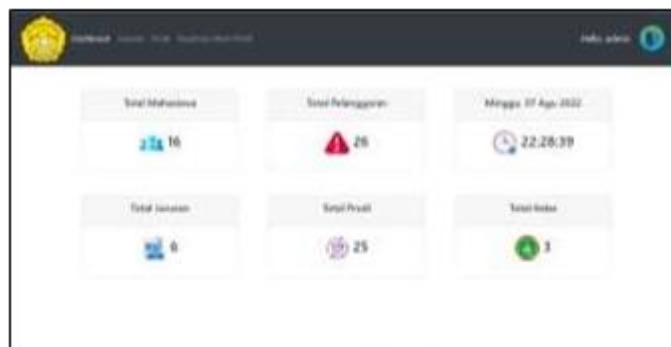 Dashboard
Hello, admin
Total Mahasiswa
16
Total Pelanggaran
26
Minggu, 07 Agu 2022
22:28:39
Total Jurusan
6
Total Prodi
25
Total Kelas
3